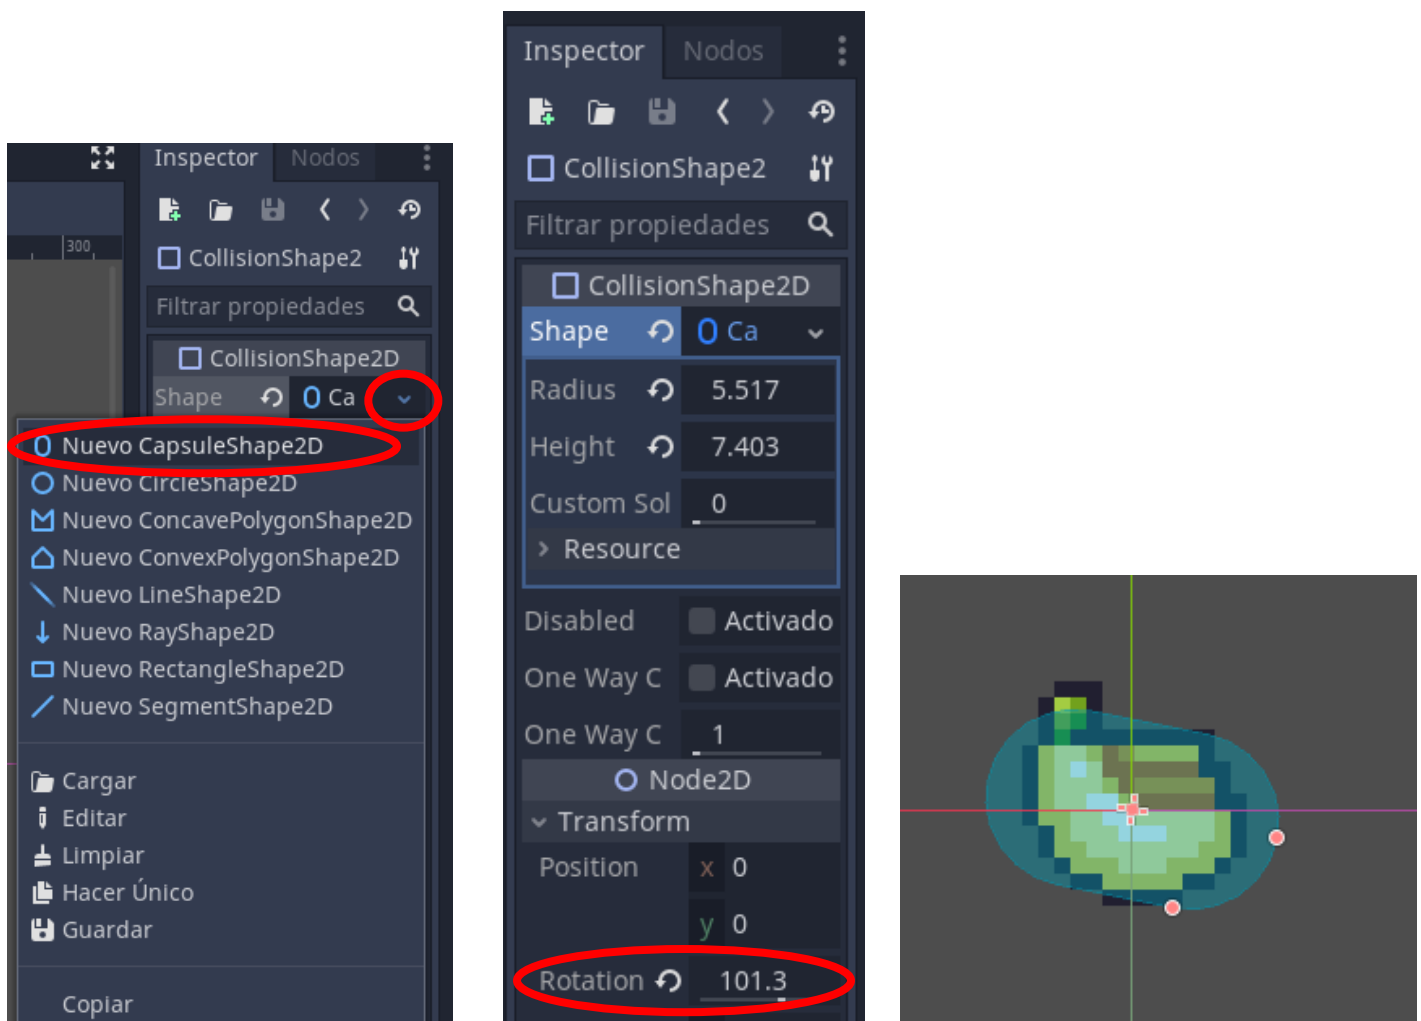 Inspector Nodos
300
CollisionShape2
Filtrar propiedades
CollisionShape2D
Shape Ca
Nuevo CapsuleShape2D
Nuevo CircleShape2D
Nuevo ConcavePolygonShape2D
Nuevo ConvexPolygonShape2D
Nuevo LineShape2D
Nuevo RayShape2D
Nuevo RectangleShape2D
Nuevo SegmentShape2D
Cargar
Editar
Limpiar
Hacer Único
Guardar
Copiar
Inspector Nodos
CollisionShape2
Filtrar propiedades
CollisionShape2D
Shape Ca
Radius 5.517
Height 7.403
Custom Sol 0
Resource
Disabled Activado
One Way C Activado
One Way C 1
Node2D
Transform
Position x 0
y 0
Rotation 101.3